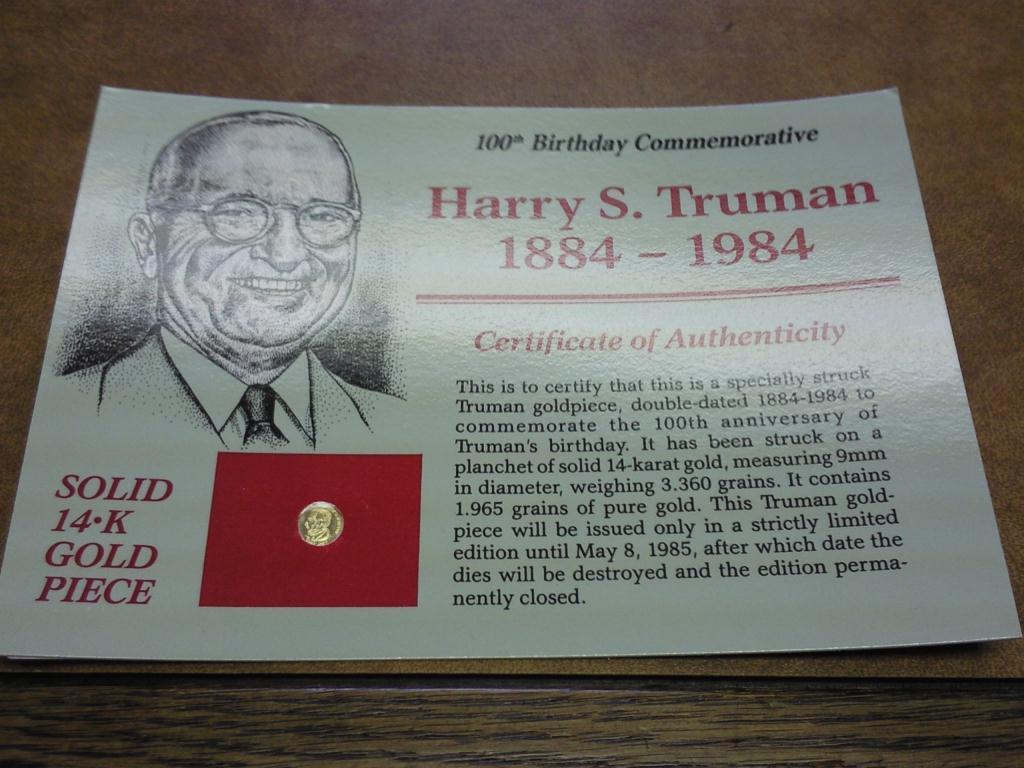 100th Birthday Commemorative
Harry S. Truman
1884 – 1984
Certificate of Authenticity
This is to certify that this is a specially struck
Truman goldpiece, double-dated 1884-1984 to
commemorate the 100th anniversary of
Truman's birthday. It has been struck on a
planchet of solid 14-karat gold, measuring 9mm
in diameter, weighing 3.360 grains. It contains
1.965 grains of pure gold. This Truman gold-
piece will be issued only in a strictly limited
edition until May 8, 1985, after which date the
dies will be destroyed and the edition perma-
nently closed.
SOLID
14·K
GOLD
PIECE